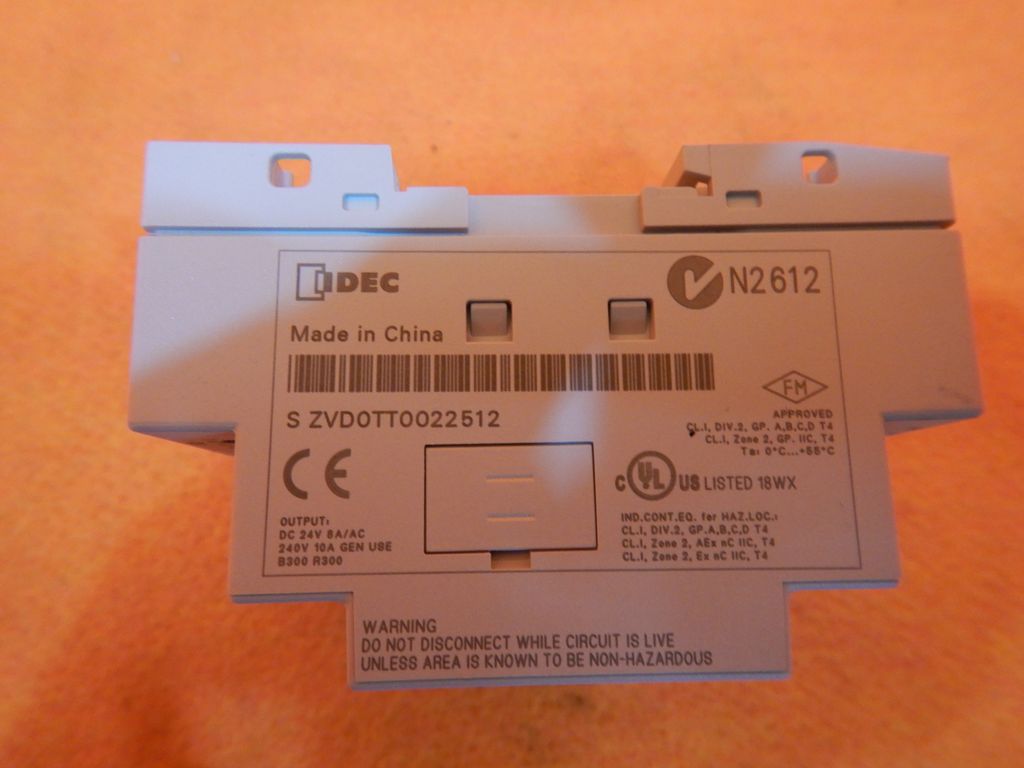 IDEC
N2612
Made in China
S ZVD0TT0022512
FM
APPROVED
CL.I, DIV.2, GP. A,B,C,D T4
CL.I, Zone 2, GP. IIC, T4
Ta: 0°C...+55°C
CE
c UL US LISTED 18WX
OUTPUT:
DC 24V 8A/AC
240V 10A GEN USE
B300 R300
IND.CONT.EQ. for HAZ.LOC.:
CL.I, DIV.2, GP.A,B,C,D, T4
CL.I, Zone 2, AEx nC IIC, T4
CL.I, Zone 2, Ex nC IIC, T4
WARNING
DO NOT DISCONNECT WHILE CIRCUIT IS LIVE
UNLESS AREA IS KNOWN TO BE NON-HAZARDOUS